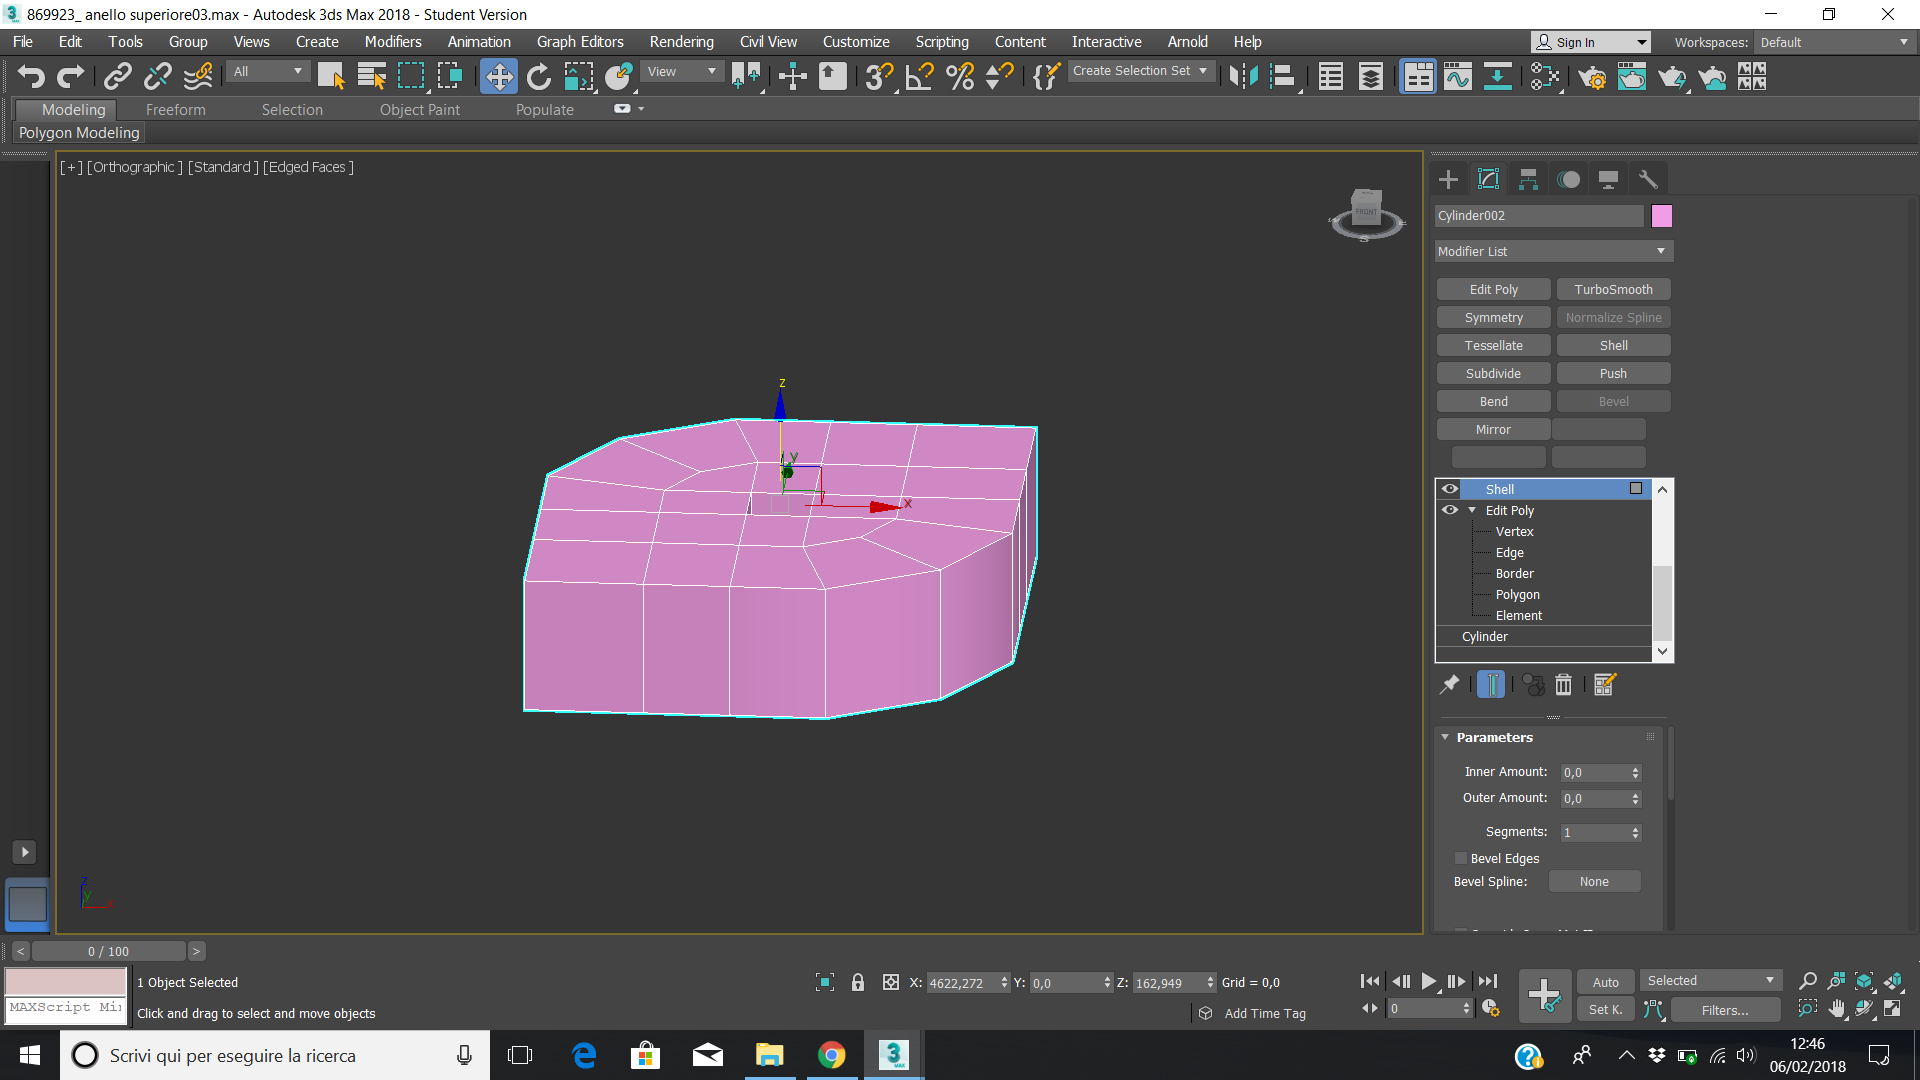 869923_ anello superiore03.max - Autodesk 3ds Max 2018 - Student Version
File Edit Tools Group Views Create Modifiers Animation Graph Editors Rendering Civil View Customize Scripting Content Interactive Arnold Help Sign In Workspaces: Default
All View Create Selection Set
Modeling Freeform Selection Object Paint Populate
Polygon Modeling
[+] [Orthographic ] [Standard ] [Edged Faces ]
FRONT
S
Cylinder002
Modifier List
Edit Poly TurboSmooth
Symmetry Normalize Spline
Tessellate Shell
Subdivide Push
Bend Bevel
Mirror
z
y
x
Shell
Edit Poly
Vertex
Edge
Border
Polygon
Element
Cylinder
Parameters
Inner Amount: 0,0
Outer Amount: 0,0
Segments: 1
Bevel Edges
Bevel Spline: None
z
y
0 / 100
1 Object Selected X: 4622,272 Y: 0,0 Z: 162,949 Grid = 0,0 Auto Selected
MAXScript Mi
Click and drag to select and move objects Add Time Tag 0 Set K. Filters...
Scrivi qui per eseguire la ricerca
3
MAX
12:46
06/02/2018